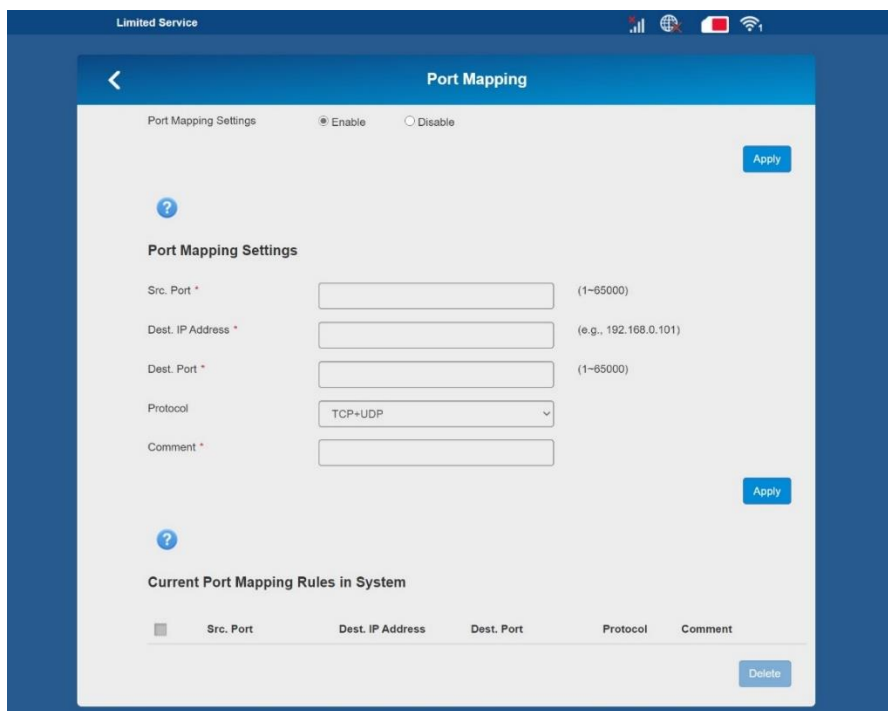 Limited Service
1
Port Mapping
Port Mapping Settings Enable Disable
Apply
?
Port Mapping Settings
Src. Port * (1~65000)
Dest. IP Address * (e.g., 192.168.0.101)
Dest. Port * (1~65000)
Protocol TCP+UDP
Comment *
Apply
?
Current Port Mapping Rules in System
Src. Port Dest. IP Address Dest. Port Protocol Comment
Delete